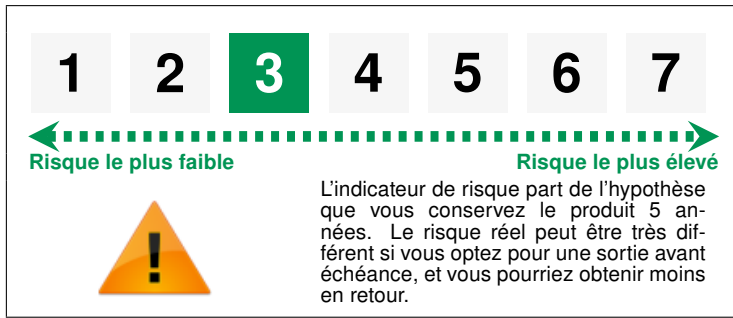 1 2 3 4 5 6 7
Risque le plus faible Risque le plus élevé
L'indicateur de risque part de l'hypothèse
que vous conservez le produit 5 an-
nées. Le risque réel peut être très dif-
férent si vous optez pour une sortie avant
échéance, et vous pourriez obtenir moins
en retour.